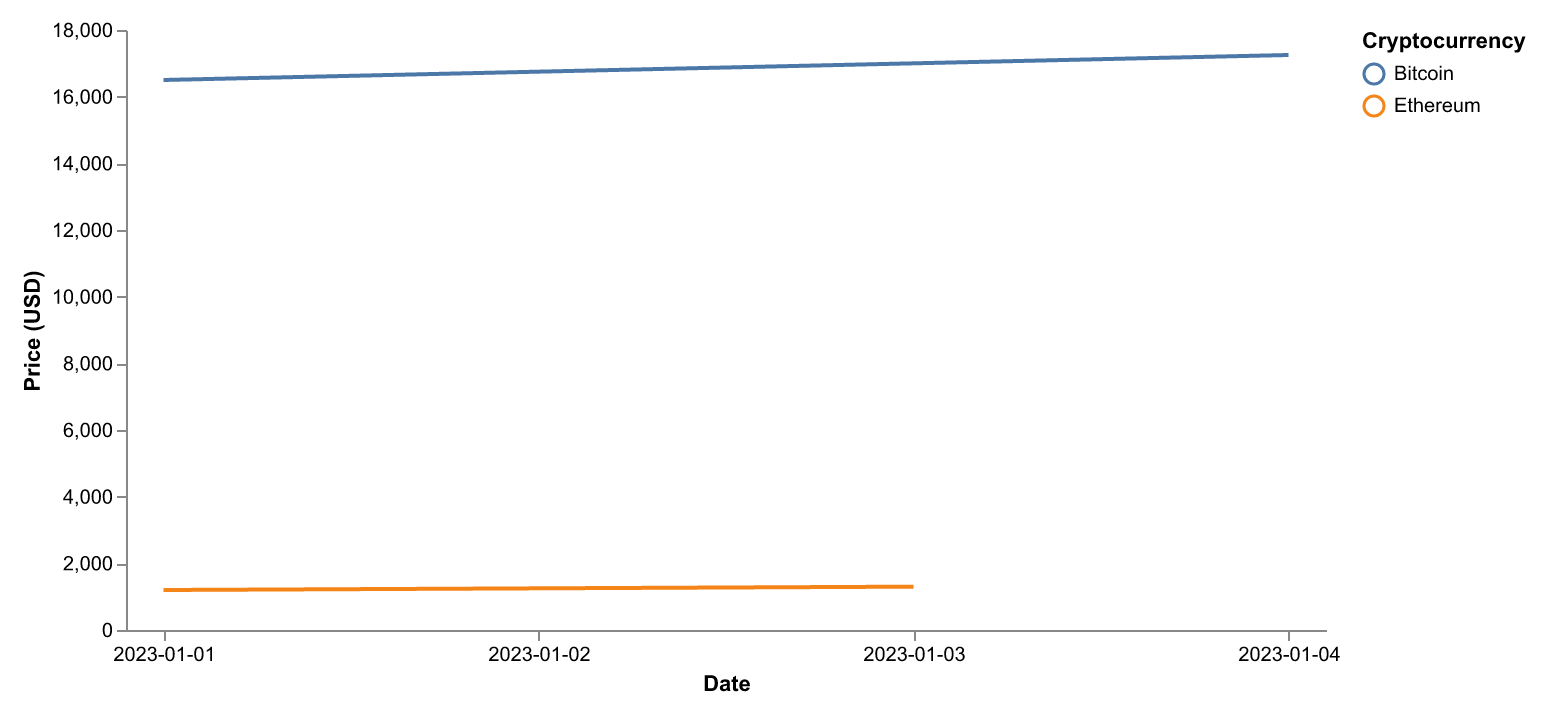 18,000
16,000
14,000
12,000
10,000
8,000
6,000
4,000
2,000
0
Price (USD)
2023-01-01 2023-01-02 2023-01-03 2023-01-04
Date
Cryptocurrency
Bitcoin
Ethereum